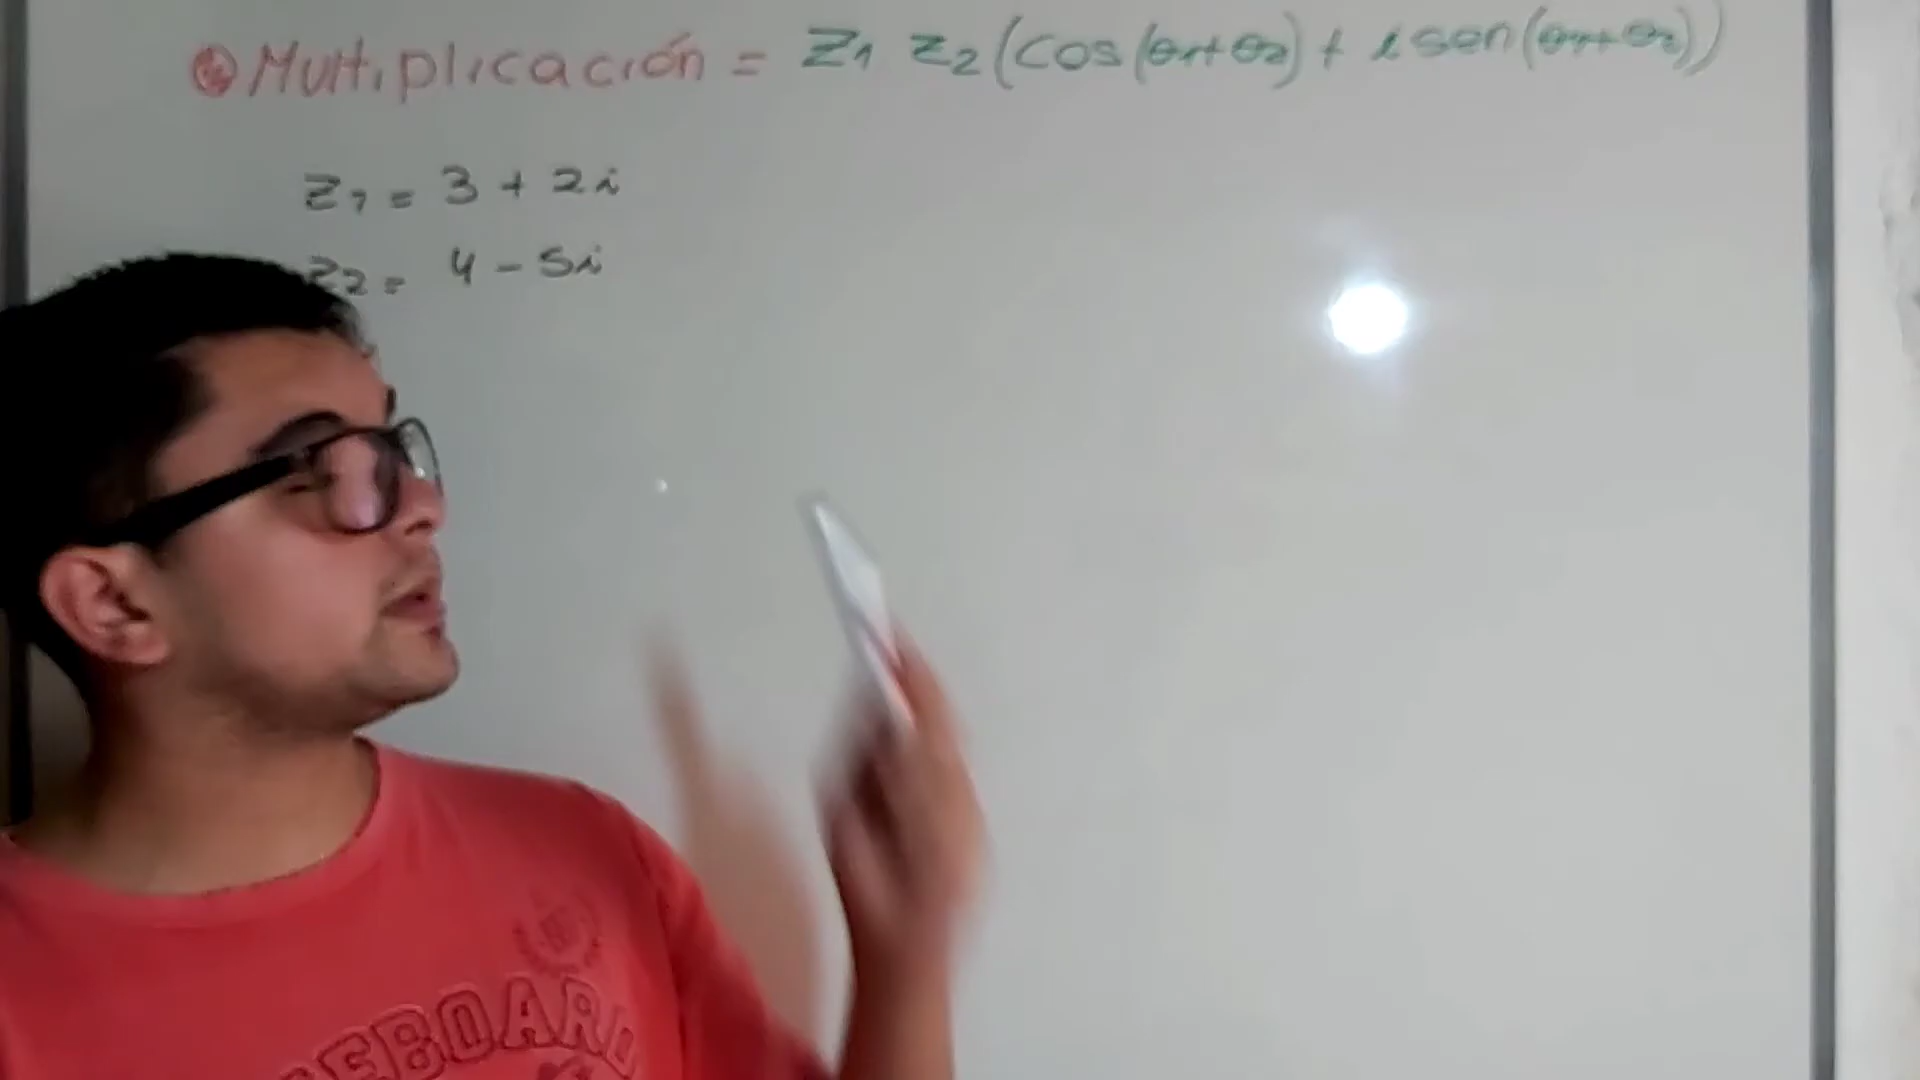 Multiplicación = Z1 Z2 (cos(θ1+θ2) + i sen(θ1+θ2))
Z1 = 3 + 2i
Z2 = 4 - 5i